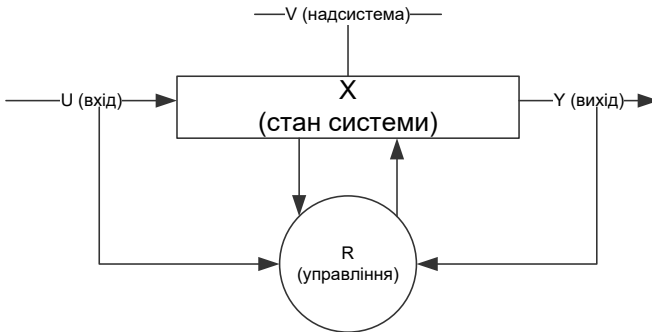 V (надсистема)
U (вхід)
X
(стан системи)
Y (вихід)
R
(управління)